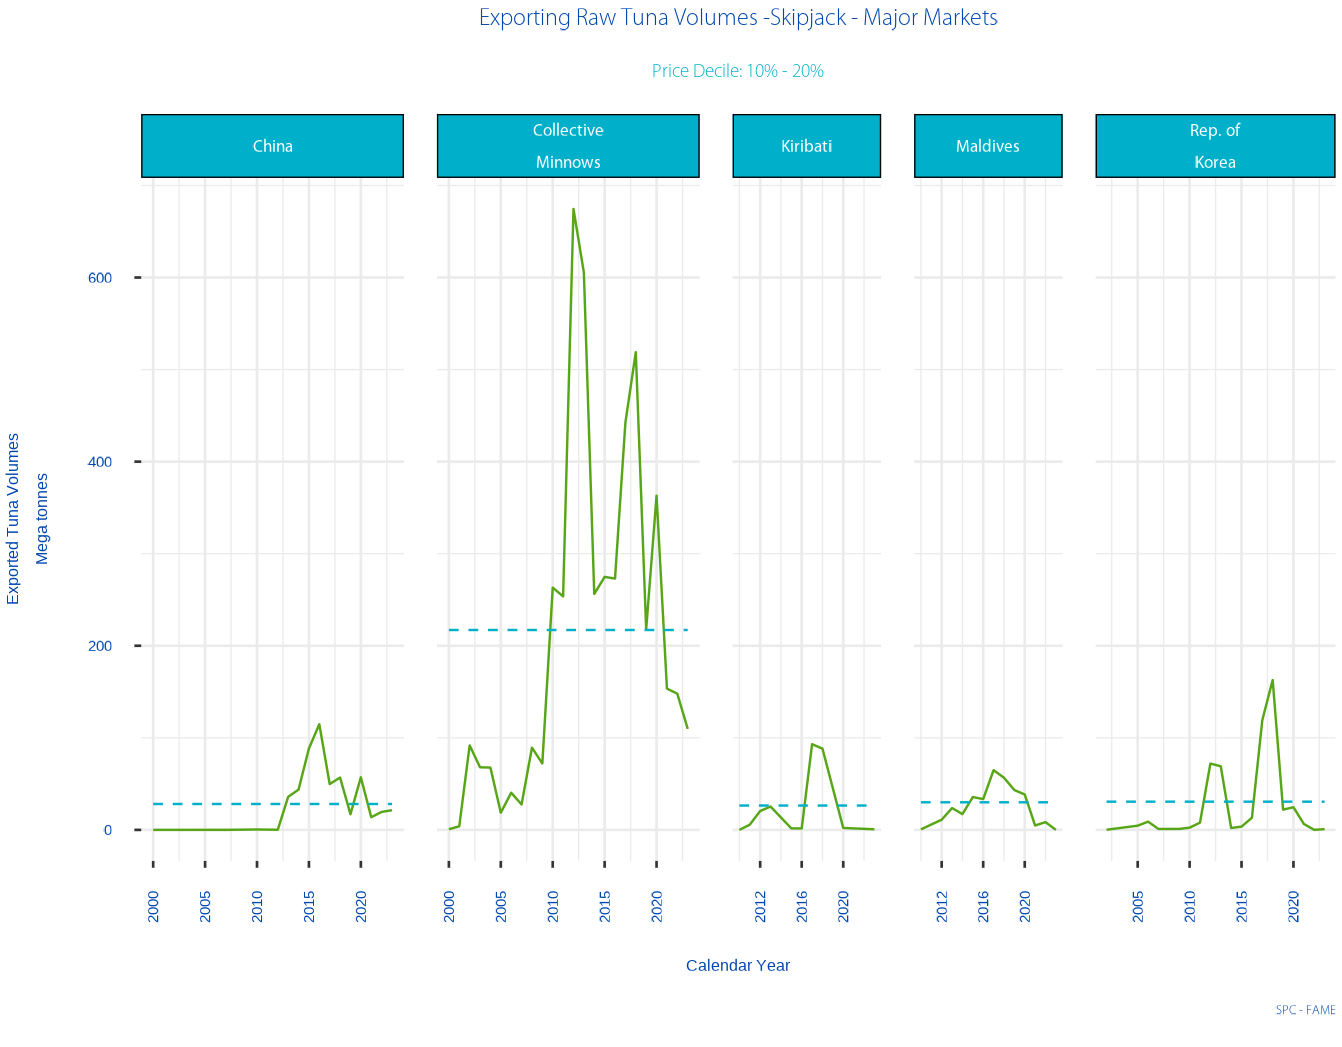 Exporting Raw Tuna Volumes -Skipjack - Major Markets
Price Decile: 10% - 20%
China
Collective
Minnows
Kiribati
Maldives
Rep. of
Korea
Exported Tuna Volumes
Mega tonnes
600
400
200
0
2000 2005 2010 2015 2020
2000 2005 2010 2015 2020
2012 2016 2020
2012 2016 2020
2005 2010 2015 2020
Calendar Year
SPC - FAME